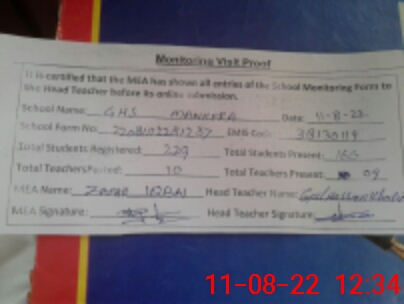 Monitoring Visit Proof
It is certified that the MEA has shown all entries of the School Monitoring Form to
the Head Teacher before its online submission.
School Name: GHS MANKERA Date: 11-8-22
School Form No: EMIS Code:
Total Students Registered: 229 Total Students Present: 166
Total Teachers Posted: 10 Total Teachers Present: 09
MEA Name: Zafar IQBAL Head Teacher Name:
MEA Signature: Head Teacher Signature:
11-08-22 12:34